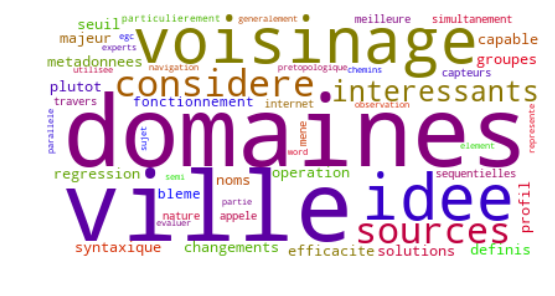 particulierement generalement meilleure simultanement
seuil
majeur egc voisinage capable
experts
metadonnees groupes
utilisee navigation pretopologique chemins capteurs
plutot considere interessants
travers fonctionnement internet observation
parallele sujet domaines mene represente
word element
regression semi operation sequentielles
ville noms idee profil
bleme partie
nature appele
evaluer sources
syntaxique changements efficacite solutions definis